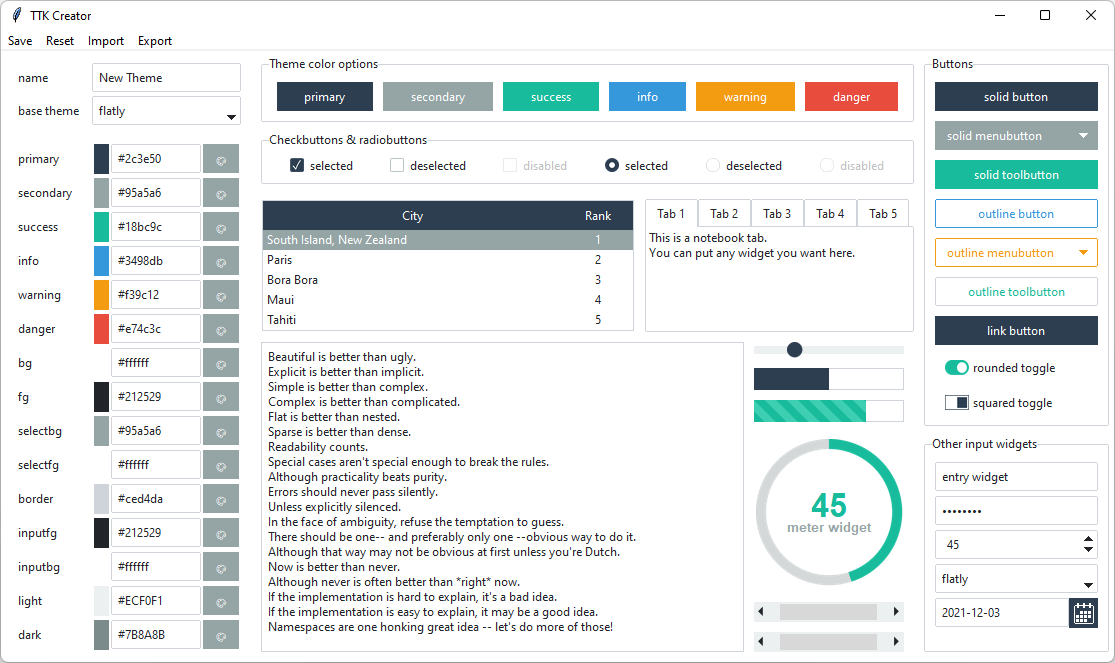 TTK Creator
Save Reset Import Export
name New Theme
base theme flatly
primary #2c3e50
secondary #95a5a6
success #18bc9c
info #3498db
warning #f39c12
danger #e74c3c
bg #ffffff
fg #212529
selectbg #95a5a6
selectfg #ffffff
border #ced4da
inputfg #212529
inputbg #ffffff
light #ECF0F1
dark #7B8A8B
Theme color options
primary secondary success info warning danger
Checkbuttons & radiobuttons
selected deselected disabled selected deselected disabled
City Rank
South Island, New Zealand 1
Paris 2
Bora Bora 3
Maui 4
Tahiti 5
Tab 1 Tab 2 Tab 3 Tab 4 Tab 5
This is a notebook tab.
You can put any widget you want here.
Beautiful is better than ugly.
Explicit is better than implicit.
Simple is better than complex.
Complex is better than complicated.
Flat is better than nested.
Sparse is better than dense.
Readability counts.
Special cases aren't special enough to break the rules.
Although practicality beats purity.
Errors should never pass silently.
Unless explicitly silenced.
In the face of ambiguity, refuse the temptation to guess.
There should be one-- and preferably only one --obvious way to do it.
Although that way may not be obvious at first unless you're Dutch.
Now is better than never.
Although never is often better than *right* now.
If the implementation is hard to explain, it's a bad idea.
If the implementation is easy to explain, it may be a good idea.
Namespaces are one honking great idea -- let's do more of those!
45
meter widget
Buttons
solid button
solid menubutton
solid toolbutton
outline button
outline menubutton
outline toolbutton
link button
rounded toggle
squared toggle
Other input widgets
entry widget
••••••••
45
flatly
2021-12-03